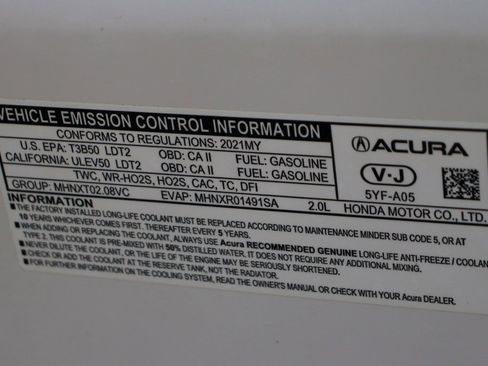 VEHICLE EMISSION CONTROL INFORMATION
CONFORMS TO REGULATIONS: 2021MY
U.S. EPA: T3B50 LDT2 OBD: CA II FUEL: GASOLINE
CALIFORNIA: ULEV50 LDT2 OBD: CA II FUEL: GASOLINE
TWC, WR-HO2S, HO2S, CAC, TC, DFI
GROUP: MHNXT02.08VC EVAP: MHNXR01491SA 2.0L
ACURA
V-J
5YF-A05
HONDA MOTOR CO., LTD.
INFORMATION
■ THE FACTORY INSTALLED LONG-LIFE COOLANT MUST BE REPLACED ACCORDING TO MAINTENANCE MINDER SUB CODE 5, OR AT
10 YEARS WHICHEVER COMES FIRST. THEREAFTER EVERY 5 YEARS.
■ WHEN ADDING OR REPLACING THE COOLANT, ALWAYS USE Acura RECOMMENDED GENUINE LONG-LIFE ANTI-FREEZE / COOLAN
TYPE 2. THIS COOLANT IS PRE-MIXED WITH 50% DISTILLED WATER AND DOES NOT REQUIRE ANY ADDITIONAL MIXING.
■ NEVER DILUTE THE COOLANT, OR THE LIFE OF THE ENGINE MAY BE SERIOUSLY SHORTENED.
■ CHECK OR ADD THE COOLANT AT THE RESERVE TANK, NOT THE RADIATOR.
■ FOR FURTHER INFORMATION ON THE COOLING SYSTEM, READ THE OWNER'S MANUAL OR CHECK WITH YOUR Acura DEALER.